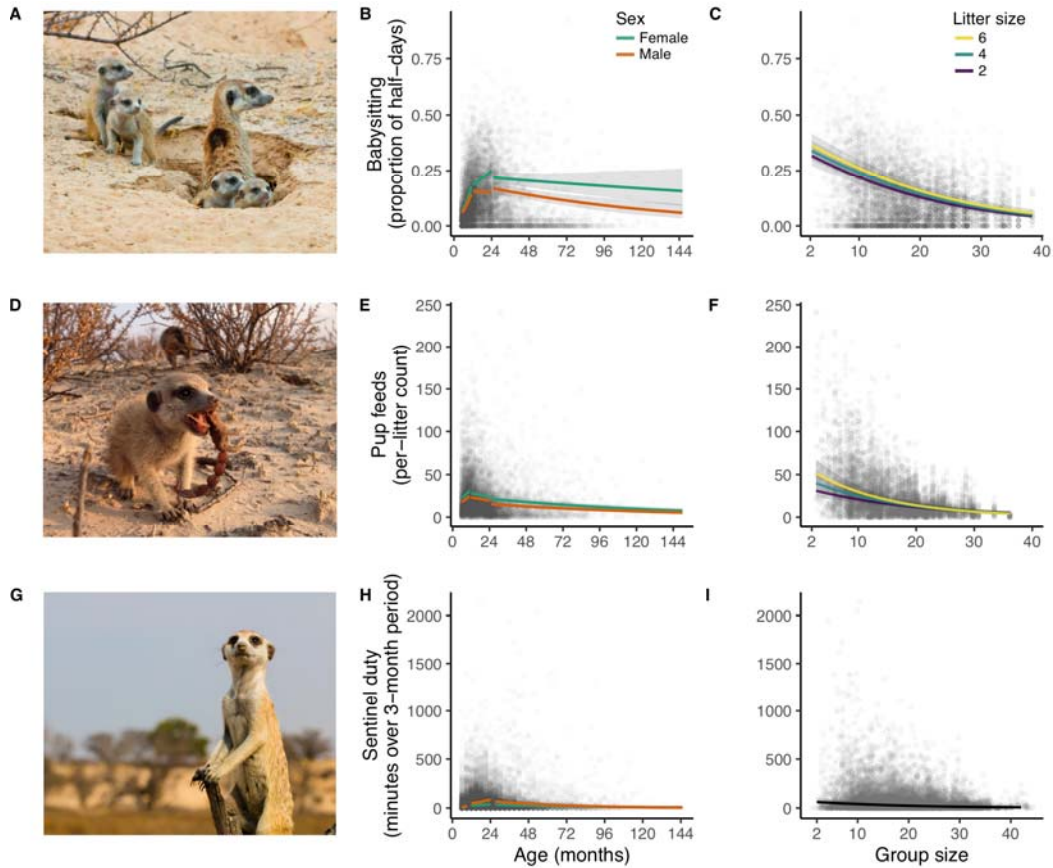 A
B
Sex
Female
Male
C
Litter size
6
4
2
Babysitting
(proportion of half-days)
0.75
0.50
0.25
0.00
0 24 48 72 96 120 144
0.75
0.50
0.25
0.00
2 10 20 30 40
D
E
F
Pup feeds
(per-litter count)
250
200
150
100
50
0
0 24 48 72 96 120 144
250
200
150
100
50
0
2 10 20 30 40
G
H
I
Sentinel duty
(minutes over 3-month period)
2000
1500
1000
500
0
0 24 48 72 96 120 144
Age (months)
2000
1500
1000
500
0
2 10 20 30 40
Group size